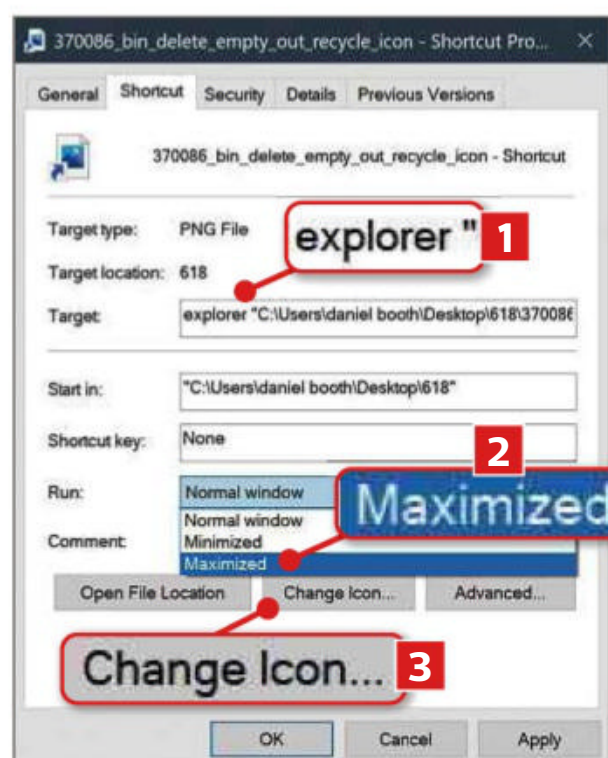 370086_bin_delete_empty_out_recycle_icon - Shortcut Pro...
General Shortcut Security Details Previous Versions
370086_bin_delete_empty_out_recycle_icon - Shortcut
Target type: PNG File
explorer " 1
Target location: 618
Target: explorer "C:\Users\daniel booth\Desktop\618\370086
Start in: "C:\Users\daniel booth\Desktop\618"
Shortcut key: None
2
Run: Normal window
Maximized
Normal window
Comment: Minimized
Maximized
Open File Location Change Icon... Advanced...
Change Icon... 3
OK Cancel Apply